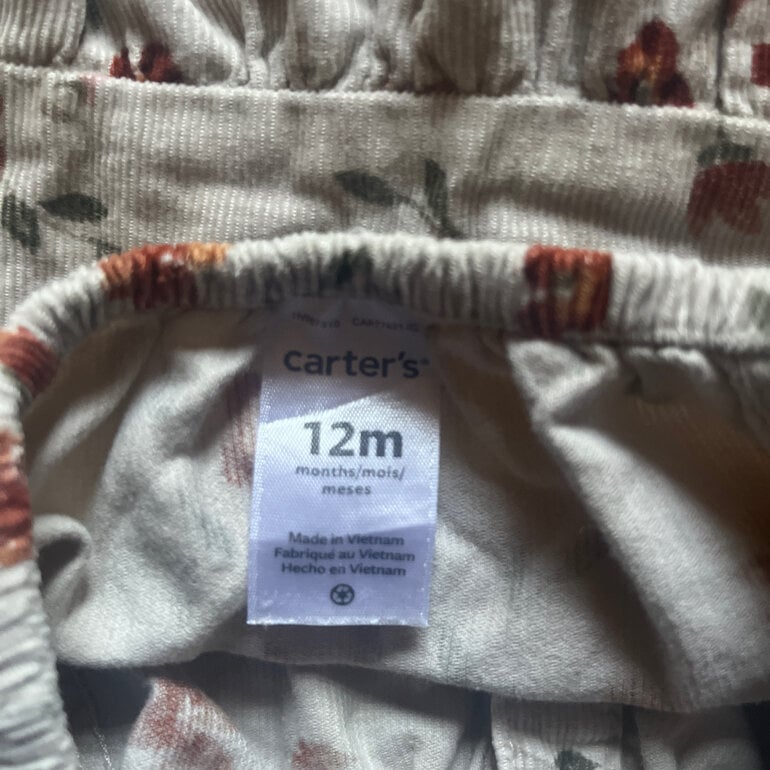 carter's
12m
months/mois/
meses
Made in Vietnam
Fabriqué au Vietnam
Hecho en Vietnam